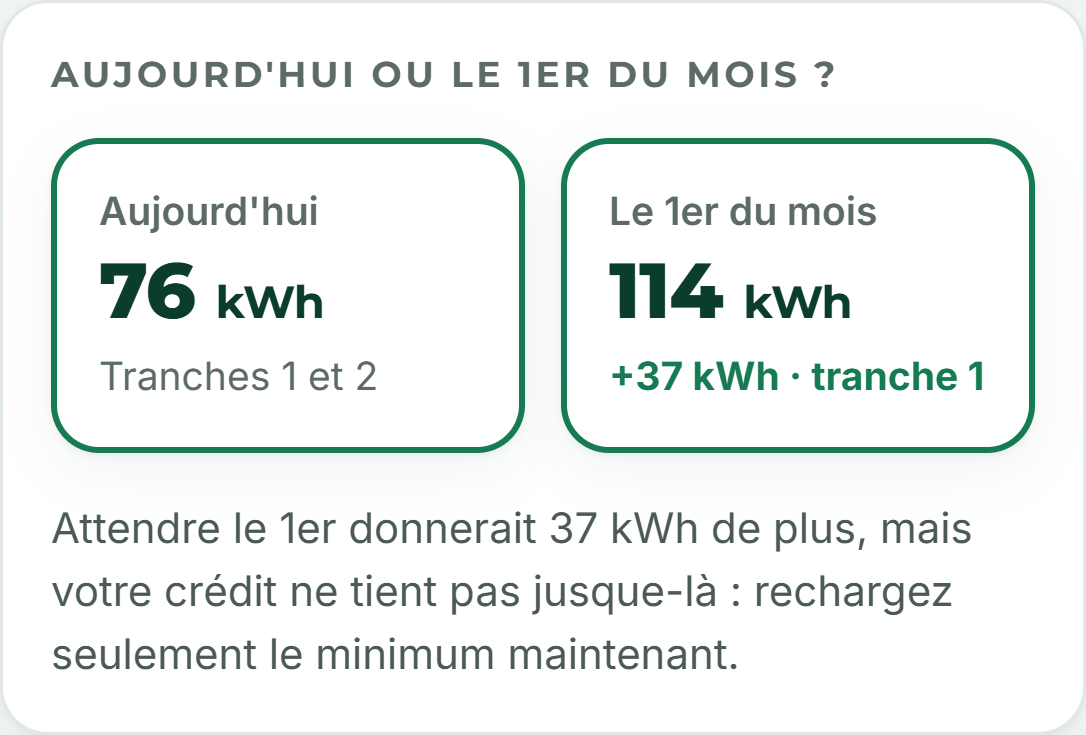 AUJOURD'HUI OU LE 1ER DU MOIS ?
Aujourd'hui
76 kWh
Tranches 1 et 2
Le 1er du mois
114 kWh
+37 kWh · tranche 1
Attendre le 1er donnerait 37 kWh de plus, mais
votre crédit ne tient pas jusque-là : rechargez
seulement le minimum maintenant.